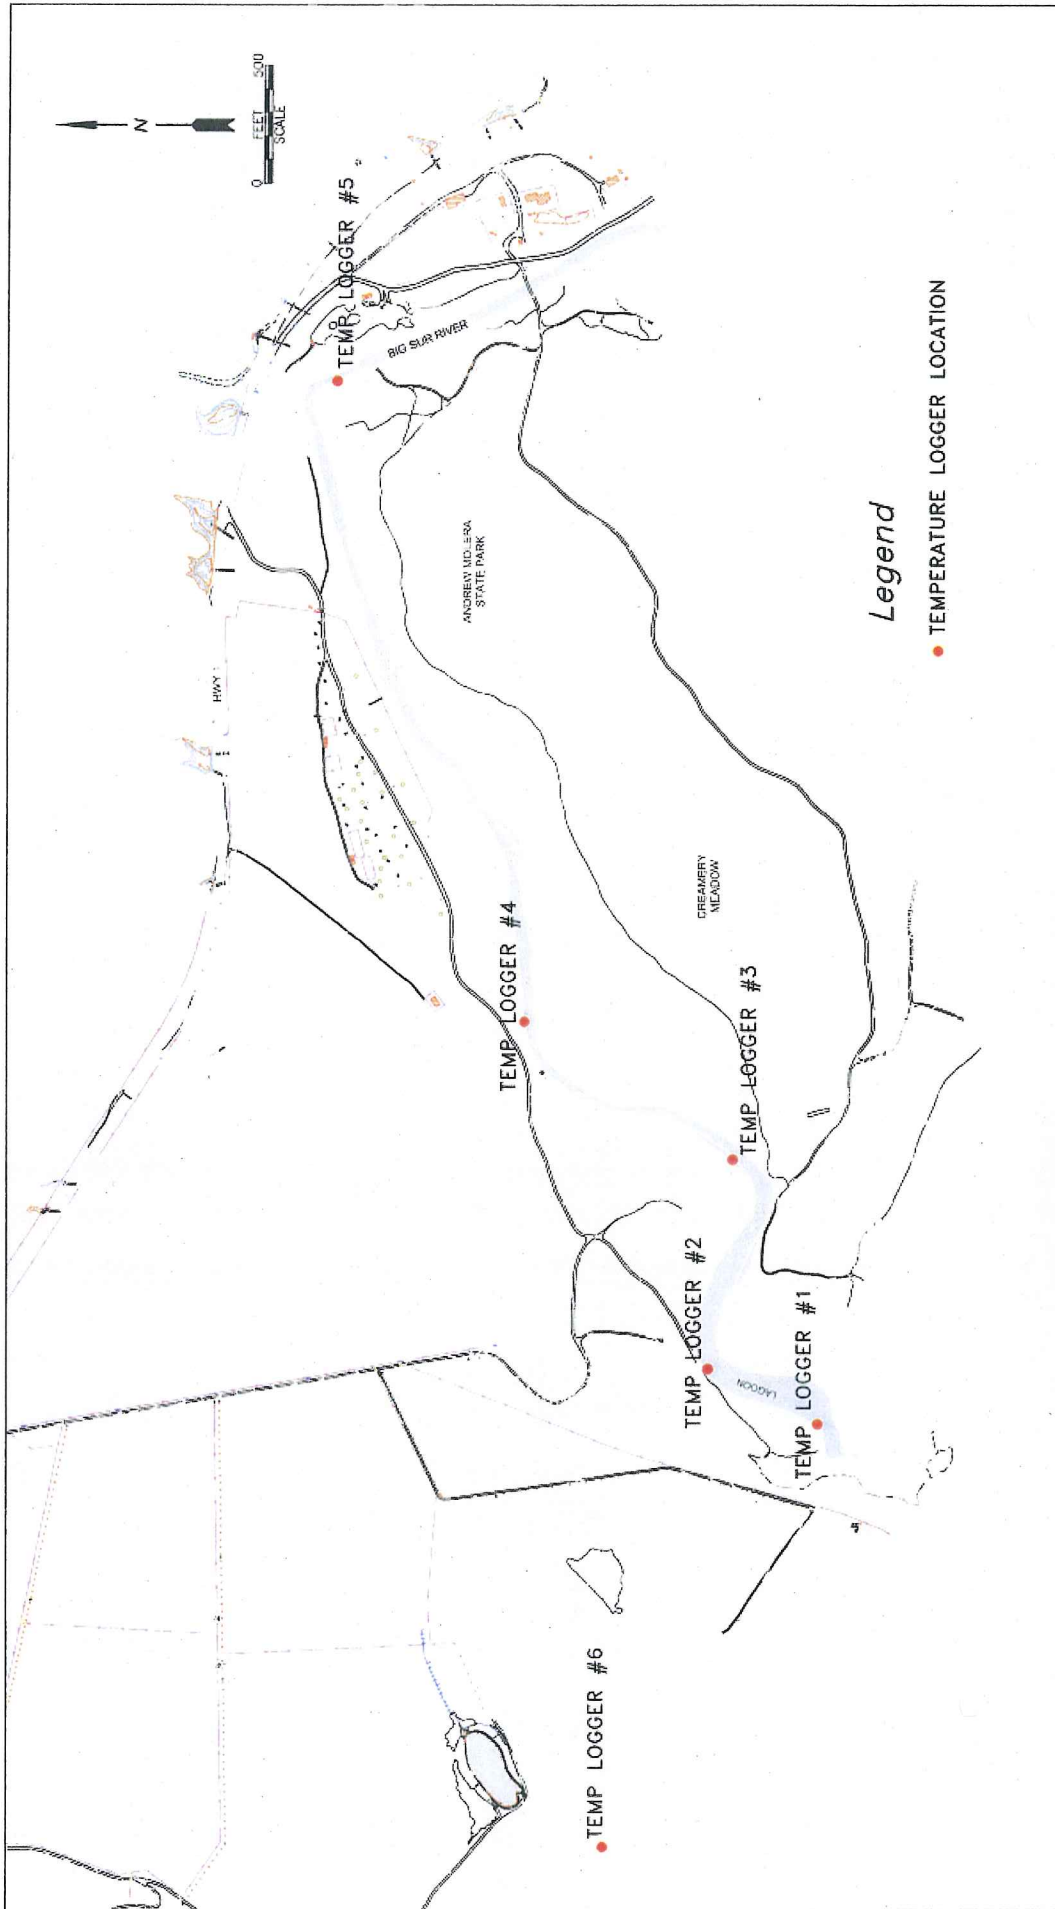 N
0 500
FEET
SCALE
TEMP LOGGER #5
BIG SUR RIVER
HWY 1
ANDREW MOLERA
STATE PARK
TEMP LOGGER #4
CREAMERY
MEADOW
TEMP LOGGER #3
TEMP LOGGER #2
LAGOON
TEMP LOGGER #1
TEMP LOGGER #6
Legend
TEMPERATURE LOGGER LOCATION